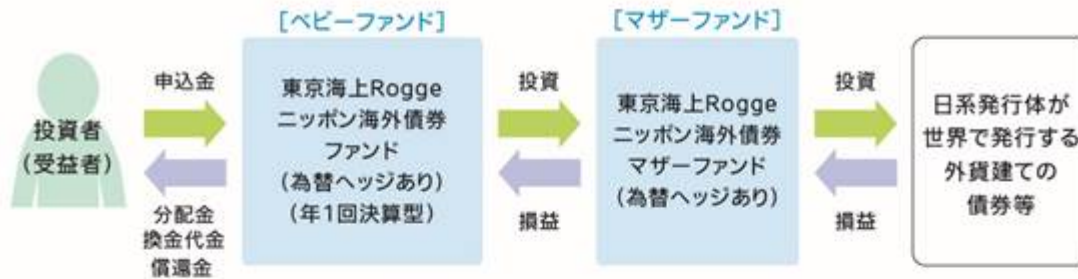 [ベビーファンド]
[マザーファンド]
投資者
(受益者)
申込金
分配金
換金代金
償還金
東京海上Rogge
ニッポン海外債券
ファンド
(為替ヘッジあり)
(年1回決算型)
投資
損益
東京海上Rogge
ニッポン海外債券
マザーファンド
(為替ヘッジあり)
投資
損益
日系発行体が
世界で発行する
外貨建ての
債券等